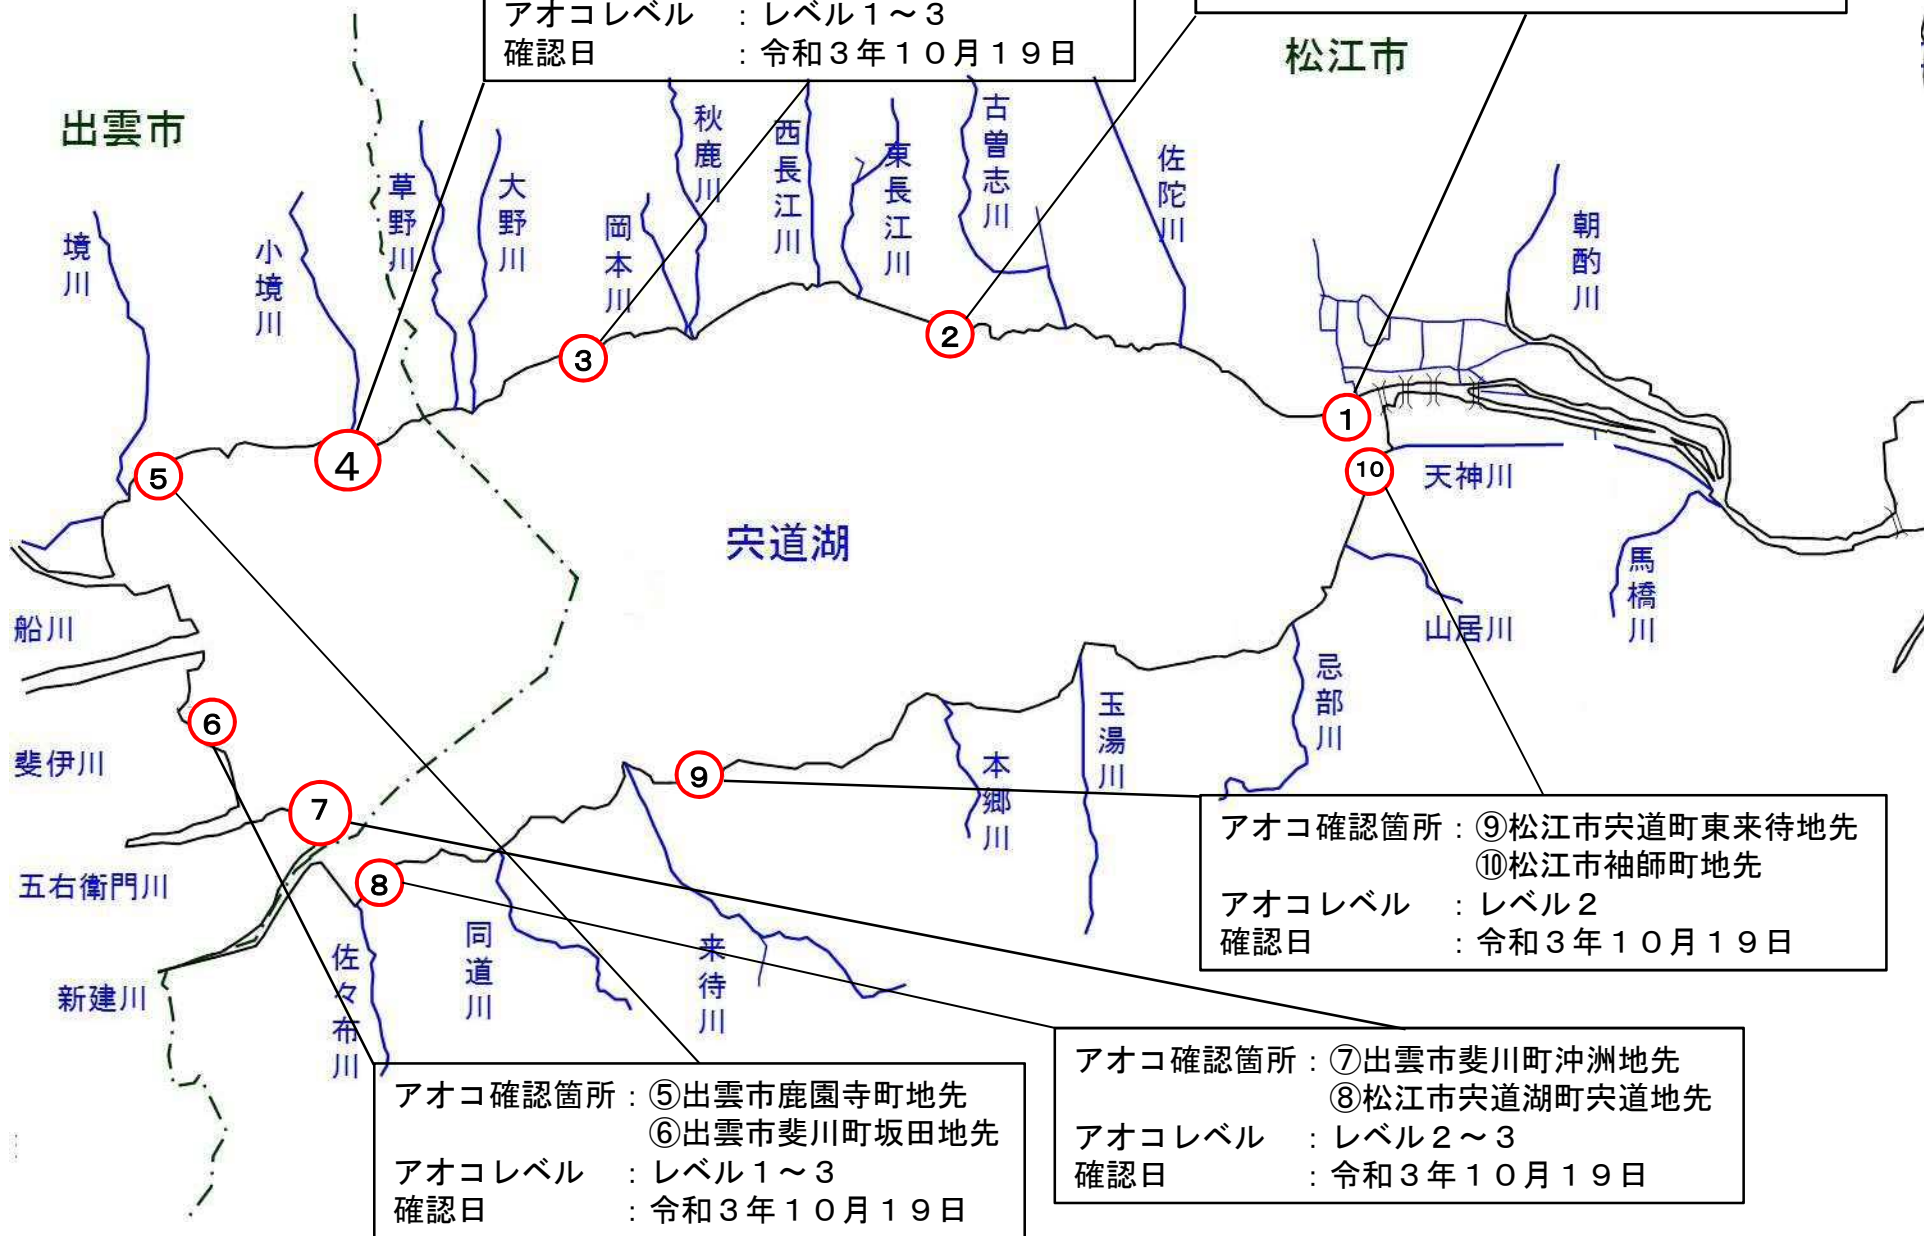 アオコレベル ：レベル１～３
確認日 ：令和３年１０月１９日
松江市
出雲市
境川
小境川
草野川
大野川
岡本川
秋鹿川
西長江川
東長江川
古曽志川
佐陀川
朝酌川
②
③
①
④
⑤
⑩
天神川
宍道湖
馬橋川
船川
山居川
忌部川
玉湯川
⑥
斐伊川
本郷川
⑨
⑦
アオコ確認箇所：⑨松江市宍道町東来待地先
⑩松江市袖師町地先
アオコレベル ：レベル２
確認日 ：令和３年１０月１９日
五右衛門川
⑧
同道川
来待川
佐々布川
新建川
アオコ確認箇所：⑦出雲市斐川町沖洲地先
⑧松江市宍道湖町宍道地先
アオコレベル ：レベル２～３
確認日 ：令和３年１０月１９日
アオコ確認箇所：⑤出雲市鹿園寺町地先
⑥出雲市斐川町坂田地先
アオコレベル ：レベル１～３
確認日 ：令和３年１０月１９日